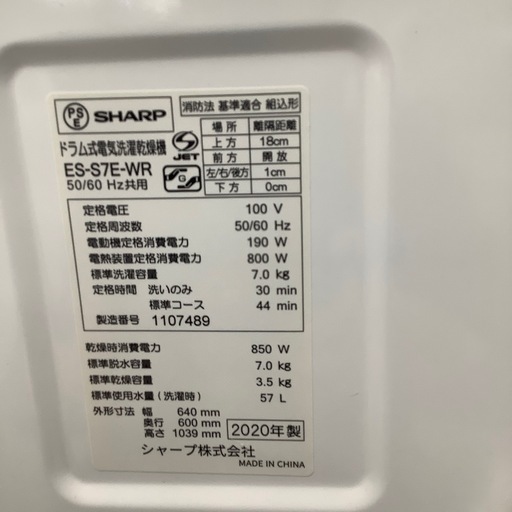 PSE SHARP
消防法 基準適合 組込形
ドラム式電気洗濯乾燥機
ES-S7E-WR
50/60 Hz共用
JET
場所 離隔距離
上方 18cm
前方 開放
左/右/後方 1cm
下方 0cm
定格電圧 100 V
定格周波数 50/60 Hz
電動機定格消費電力 190 W
電熱装置定格消費電力 800 W
標準洗濯容量 7.0 kg
定格時間 洗いのみ 30 min
標準コース 44 min
製造番号 1107489
乾燥時消費電力 850 W
標準脱水容量 7.0 kg
標準乾燥容量 3.5 kg
標準使用水量 (洗濯時) 57 L
外形寸法 幅 640 mm
奥行 600 mm
高さ 1039 mm
2020年製
シャープ株式会社
MADE IN CHINA